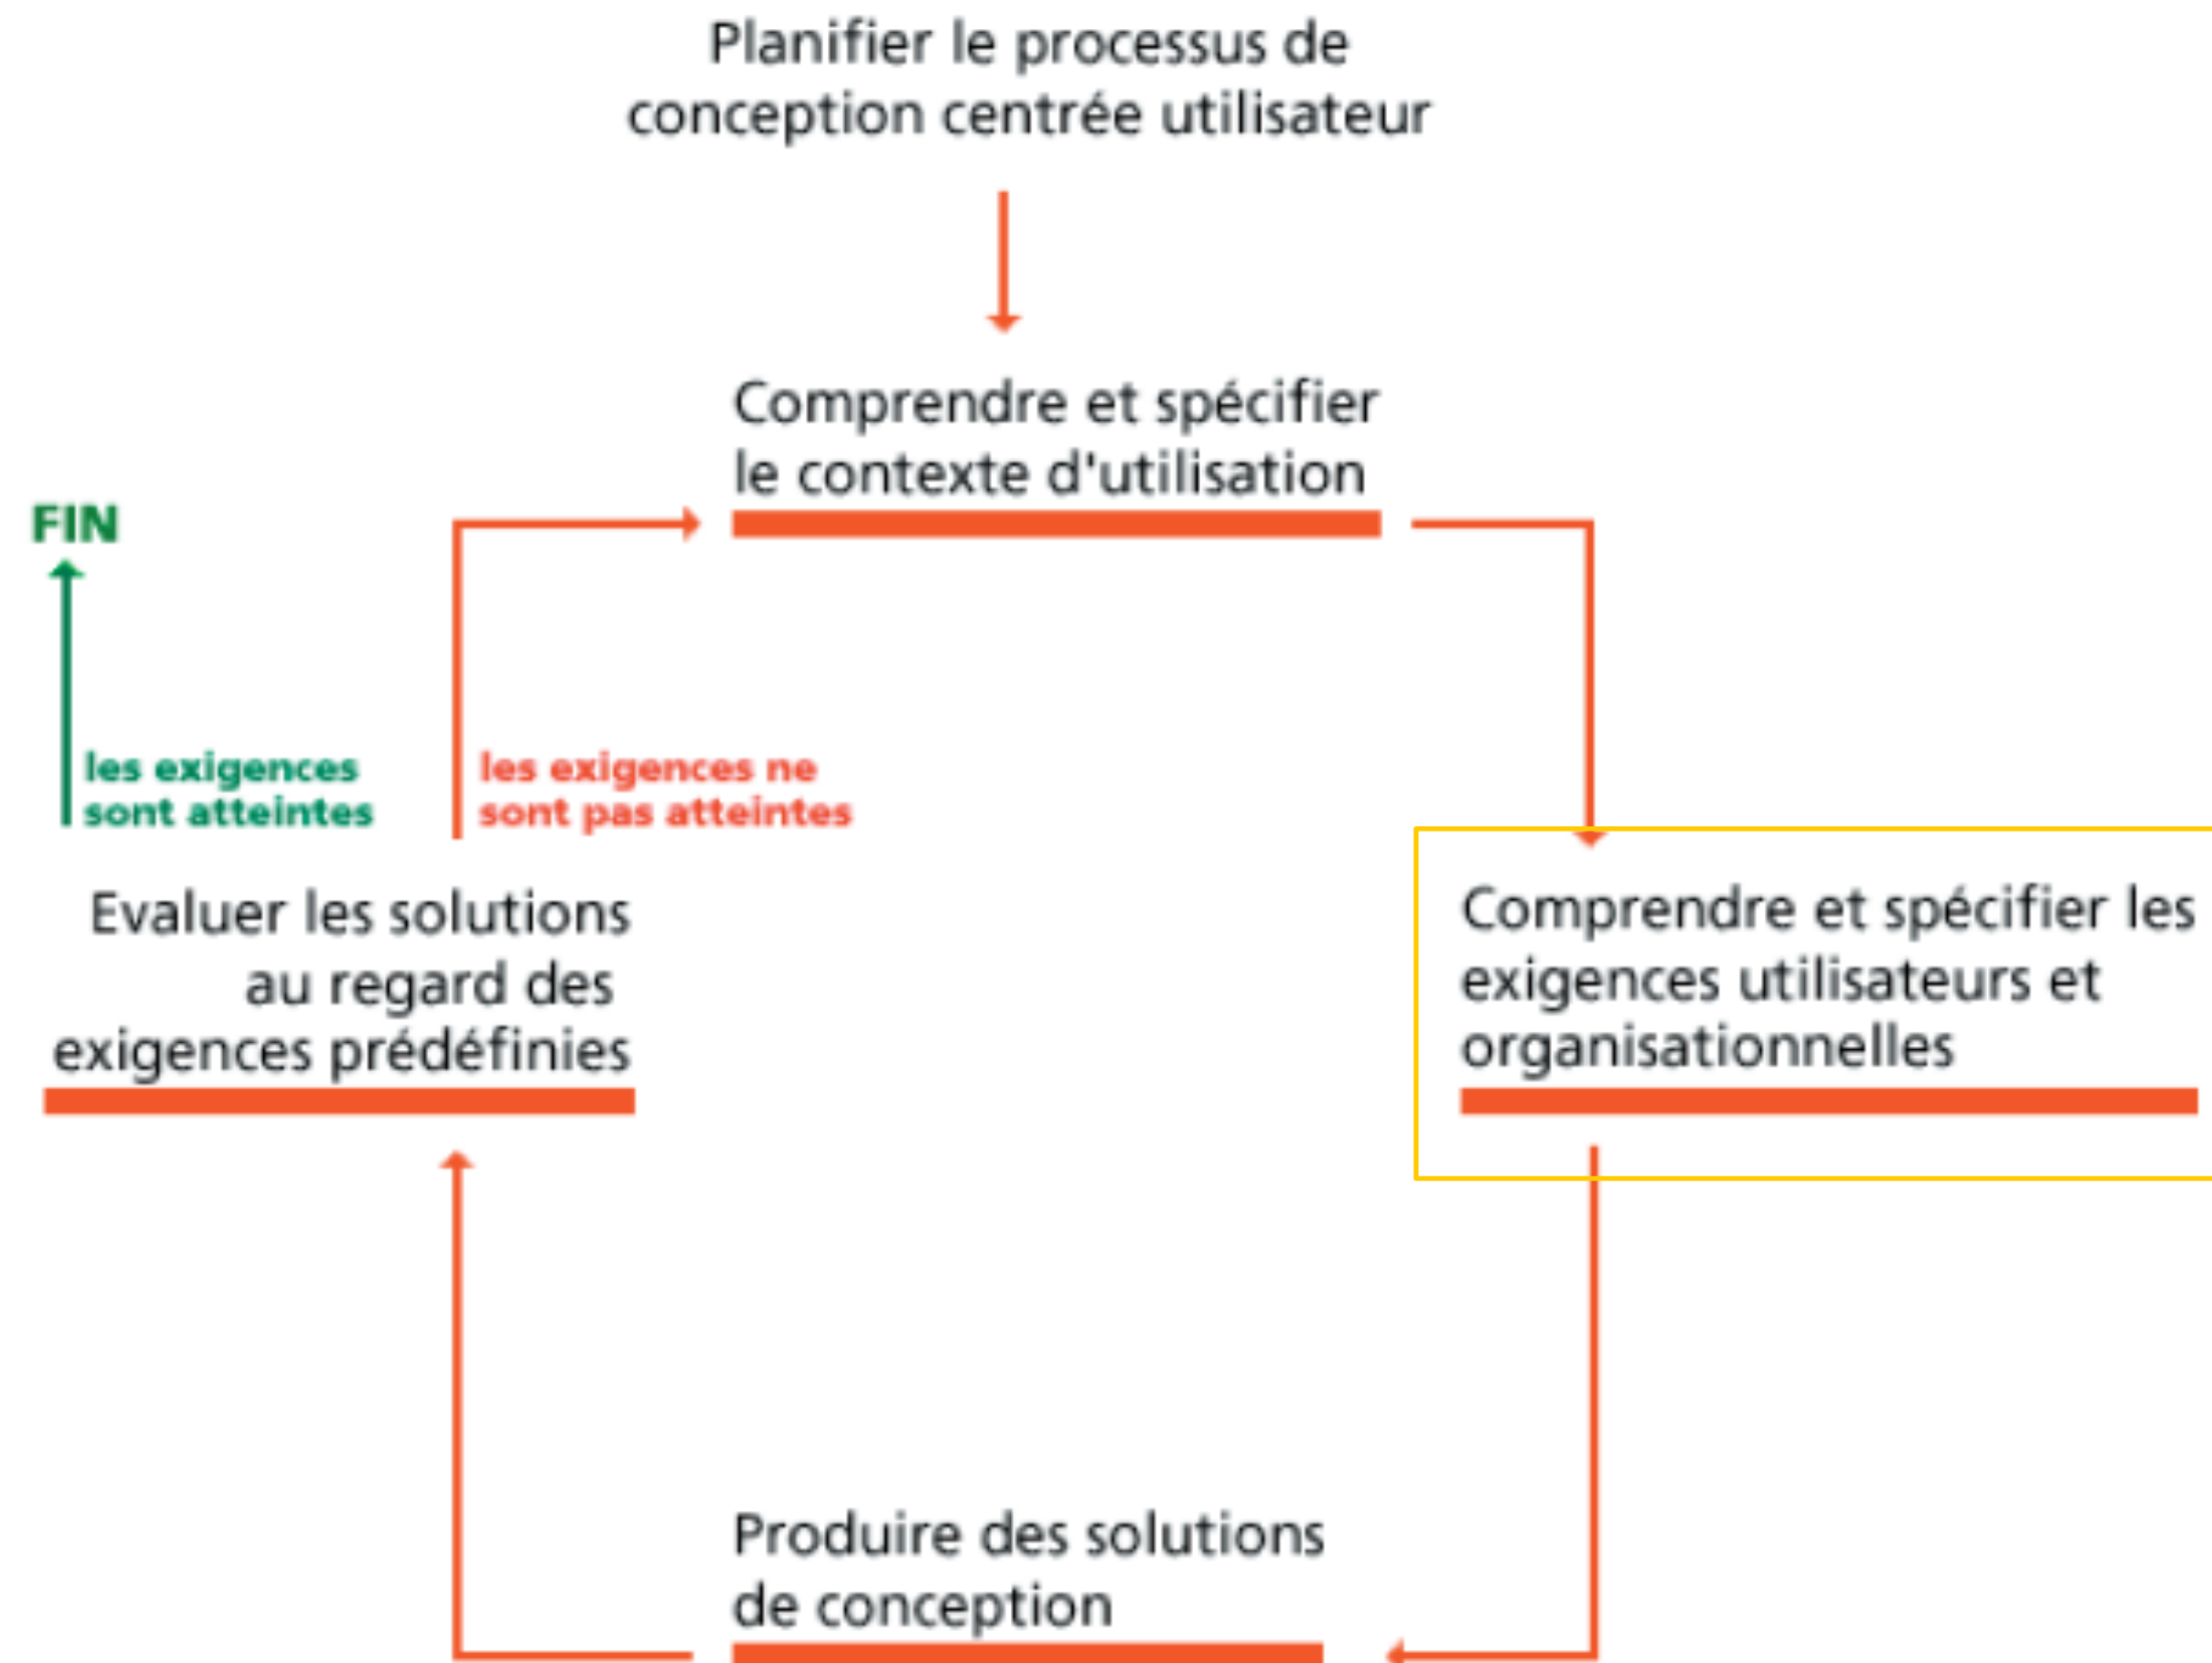 Planifier le processus de
conception centrée utilisateur
Comprendre et spécifier
le contexte d'utilisation
FIN
les exigences
sont atteintes
les exigences ne
sont pas atteintes
Evaluer les solutions
au regard des
exigences prédéfinies
Comprendre et spécifier les
exigences utilisateurs et
organisationnelles
Produire des solutions
de conception